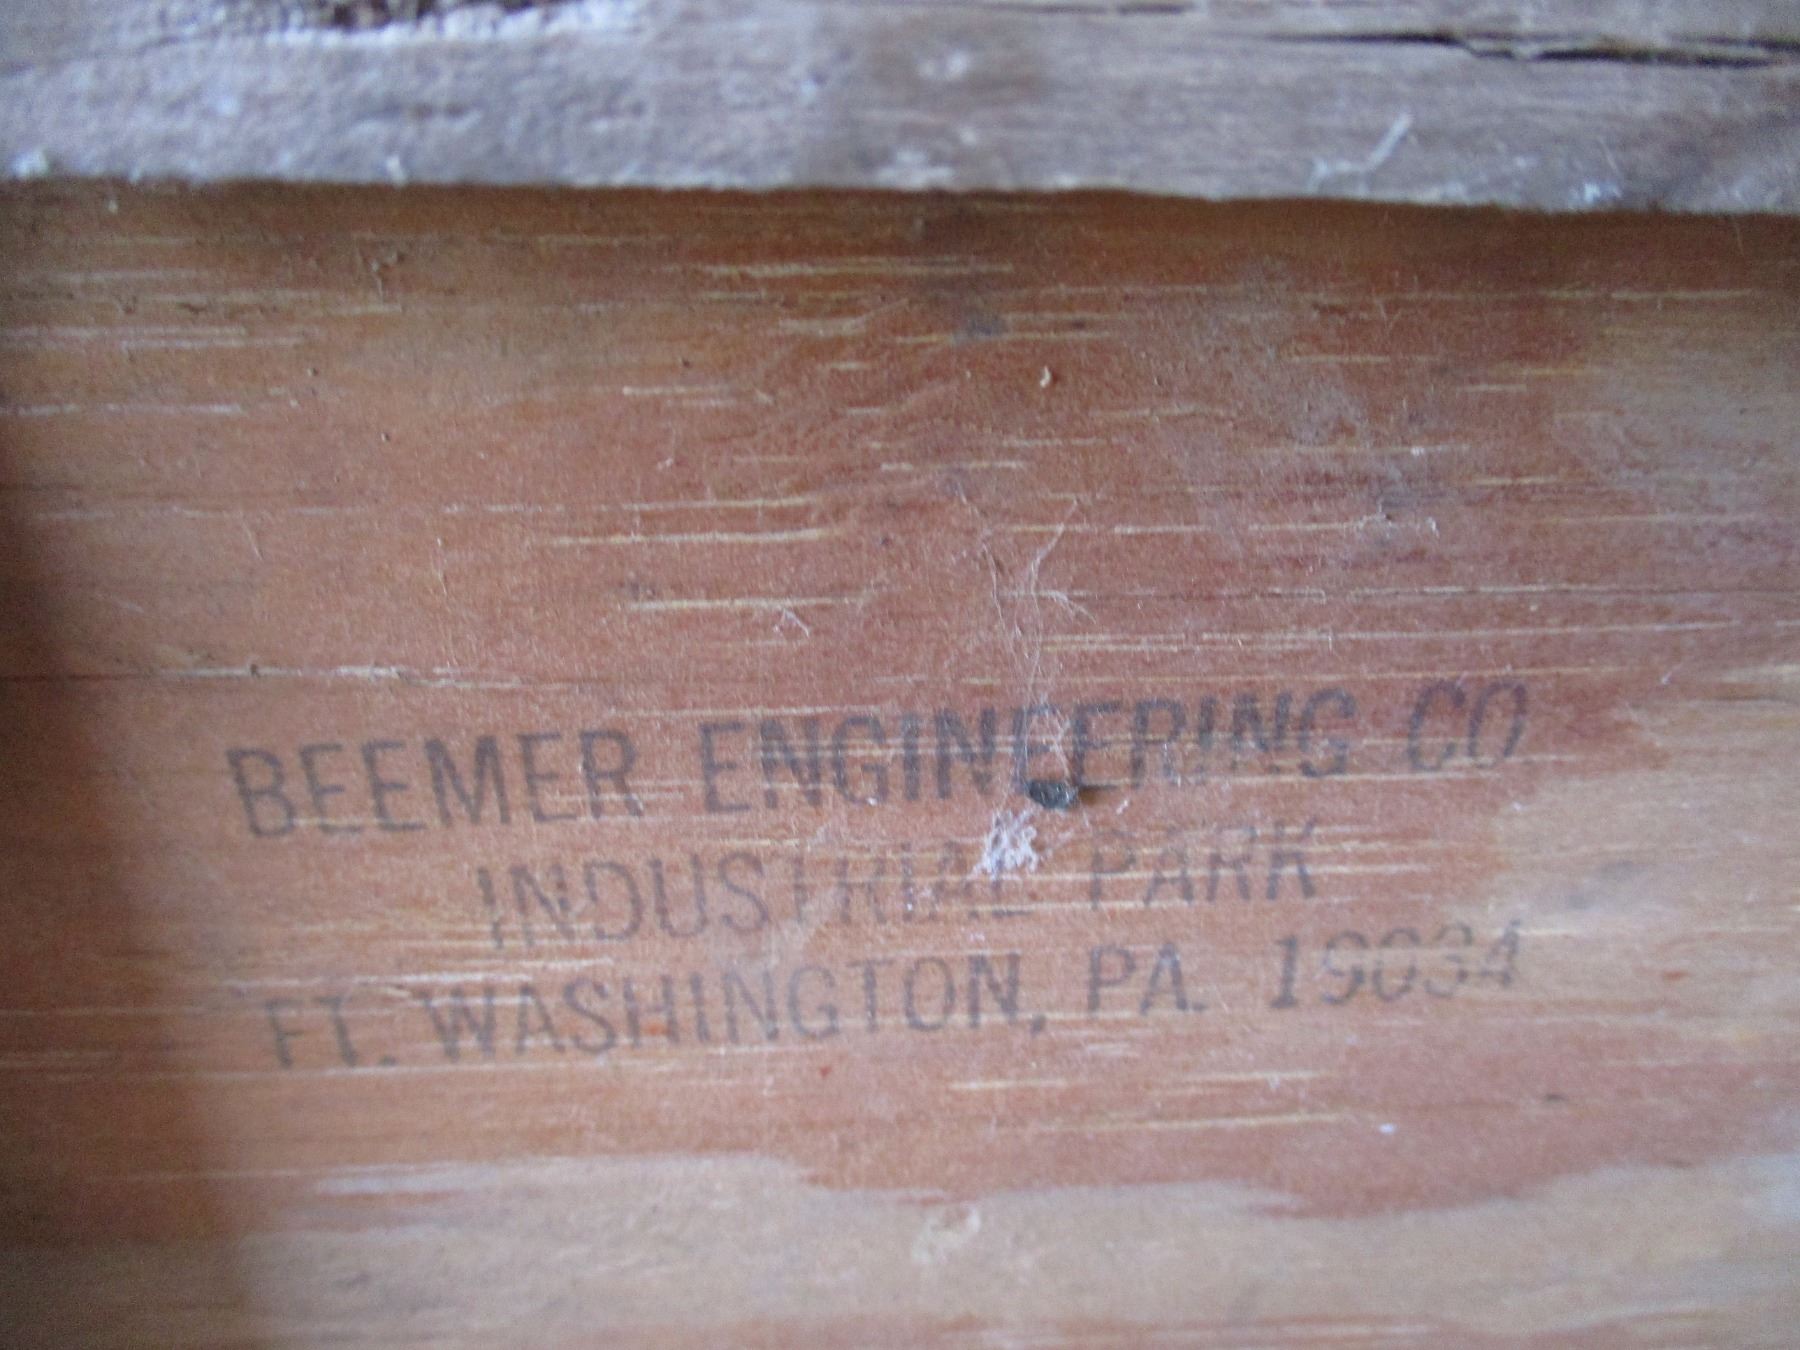 BEEMER ENGINEERING CO
INDUSTRIAL PARK
FT. WASHINGTON, PA. 19034